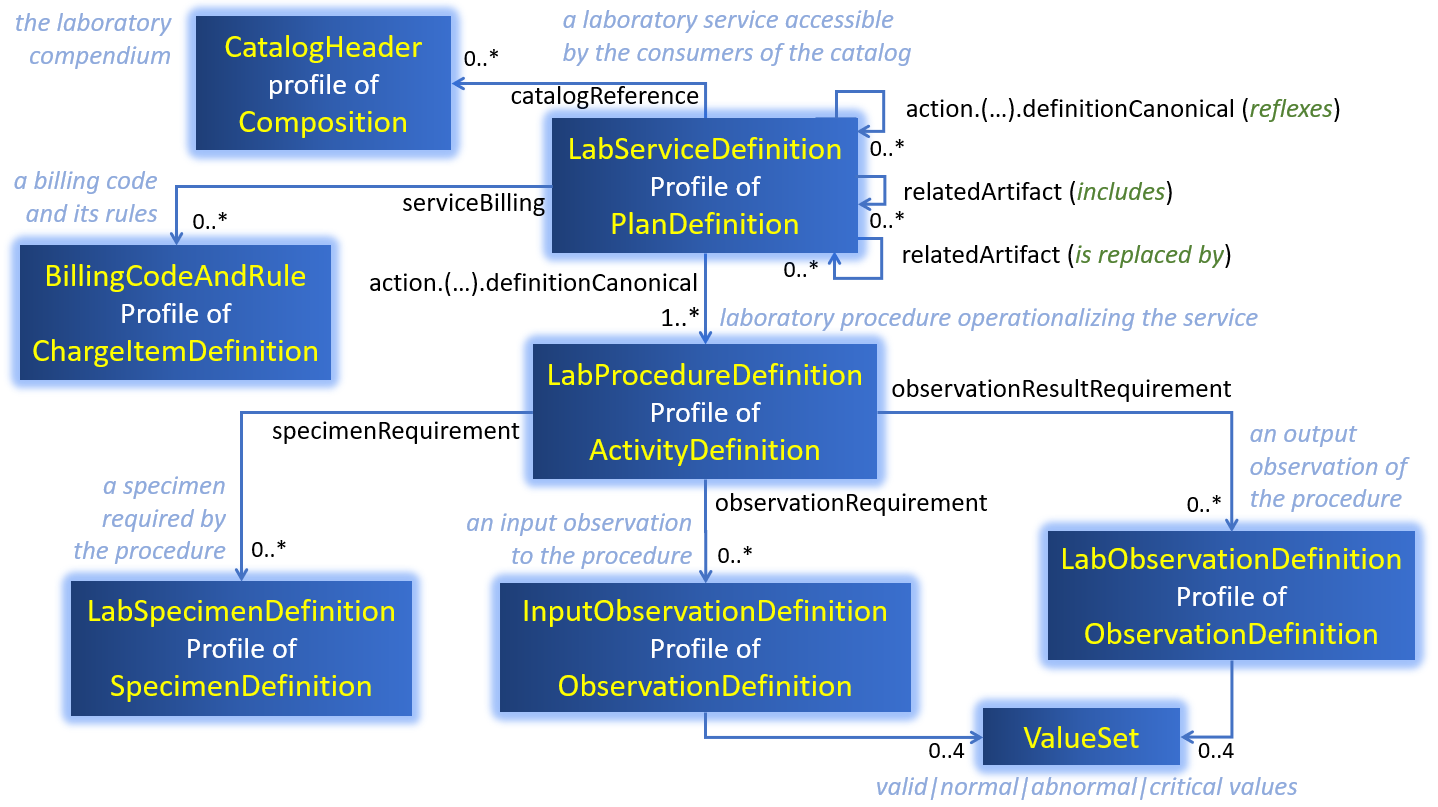 the laboratory
compendium
CatalogHeader
profile of
Composition
0..*
a laboratory service accessible
by the consumers of the catalog
catalogReference
action.(...).definitionCanonical (reflexes)
0..*
LabServiceDefinition
Profile of
PlanDefinition
relatedArtifact (includes)
0..*
relatedArtifact (is replaced by)
0..*
a billing code
and its rules
0..*
serviceBilling
BillingCodeAndRule
Profile of
ChargeItemDefinition
action.(...).definitionCanonical
1..*
laboratory procedure operationalizing the service
LabProcedureDefinition
Profile of
ActivityDefinition
observationResultRequirement
specimenRequirement
an output
observation of
the procedure
0..*
a specimen
required by
the procedure
0..*
observationRequirement
an input observation
to the procedure
0..*
LabSpecimenDefinition
Profile of
SpecimenDefinition
InputObservationDefinition
Profile of
ObservationDefinition
LabObservationDefinition
Profile of
ObservationDefinition
0..4
ValueSet
0..4
valid|normal|abnormal|critical values